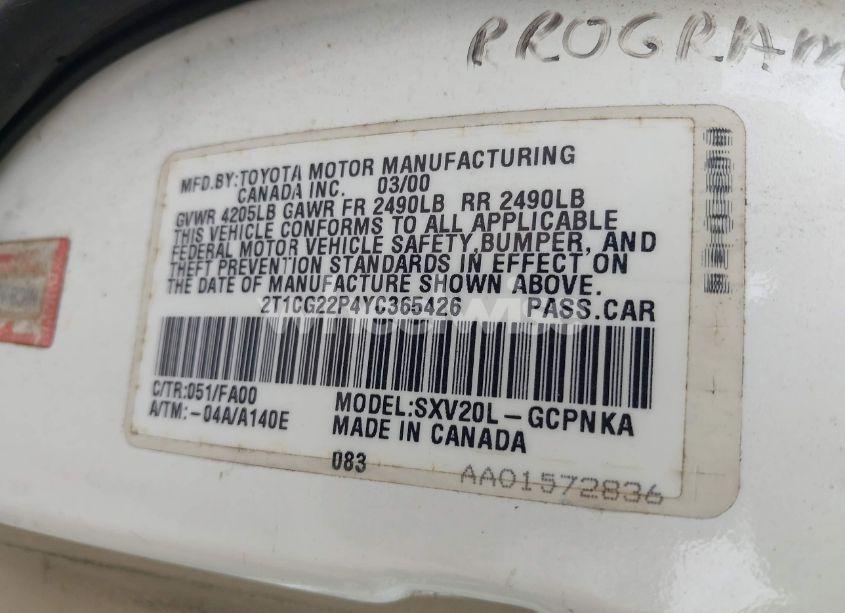 PROGRAM
MFD.BY:TOYOTA MOTOR MANUFACTURING
CANADA INC. 03/00
GVWR 4205LB GAWR FR 2490LB RR 2490LB
THIS VEHICLE CONFORMS TO ALL APPLICABLE
FEDERAL MOTOR VEHICLE SAFETY,BUMPER, AND
THEFT PREVENTION STANDARDS IN EFFECT ON
THE DATE OF MANUFACTURE SHOWN ABOVE.
2T1CG22P4YC365426 PASS.CAR
C/TR:051/FA00
A/TM:-04A/A140E
MODEL:SXV20L-GCPNKA
MADE IN CANADA
083
AA01572836